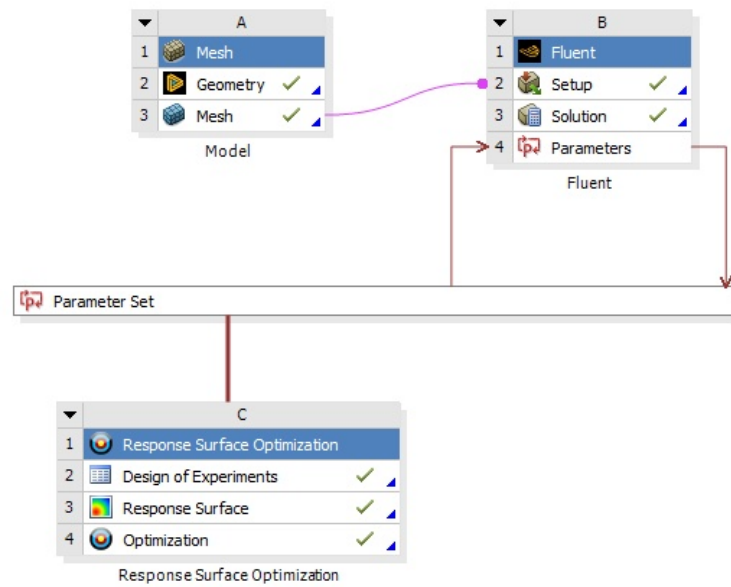 A
1 Mesh
2 Geometry
3 Mesh
Model
B
1 Fluent
2 Setup
3 Solution
4 Parameters
Fluent
Parameter Set
C
1 Response Surface Optimization
2 Design of Experiments
3 Response Surface
4 Optimization
Response Surface Optimization